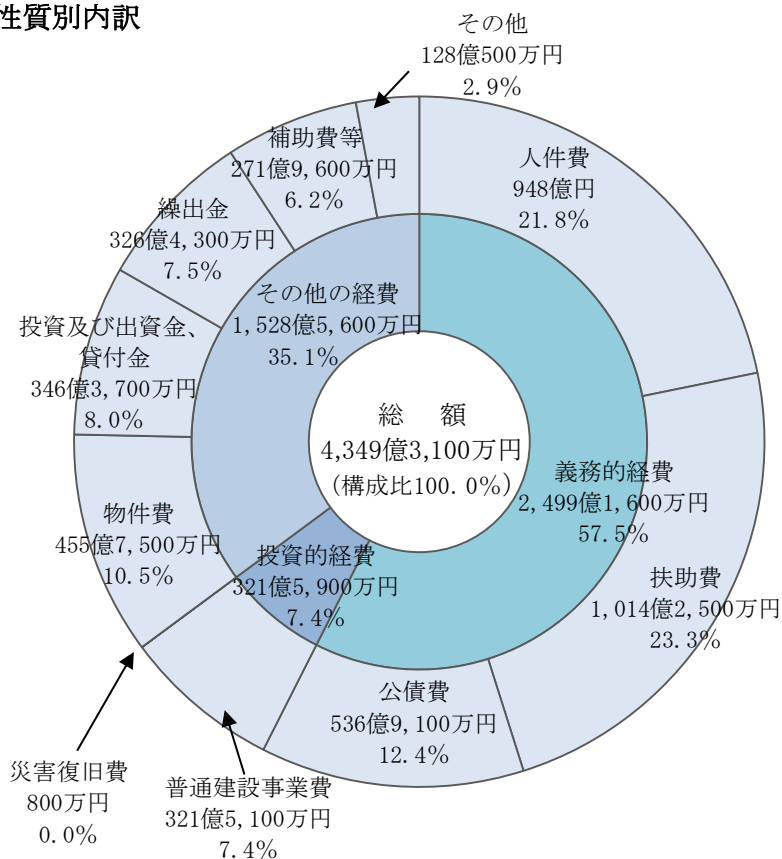 性質別内訳
その他
128億500万円
2.9%
人件費
948億円
21.8%
補助費等
271億9,600万円
6.2%
繰出金
326億4,300万円
7.5%
その他の経費
1,528億5,600万円
35.1%
投資及び出資金、
貸付金
346億3,700万円
8.0%
総 額
4,349億3,100万円
(構成比100.0%)
義務的経費
2,499億1,600万円
57.5%
物件費
455億7,500万円
10.5%
投資的経費
321億5,900万円
7.4%
扶助費
1,014億2,500万円
23.3%
公債費
536億9,100万円
12.4%
災害復旧費
800万円
0.0%
普通建設事業費
321億5,100万円
7.4%